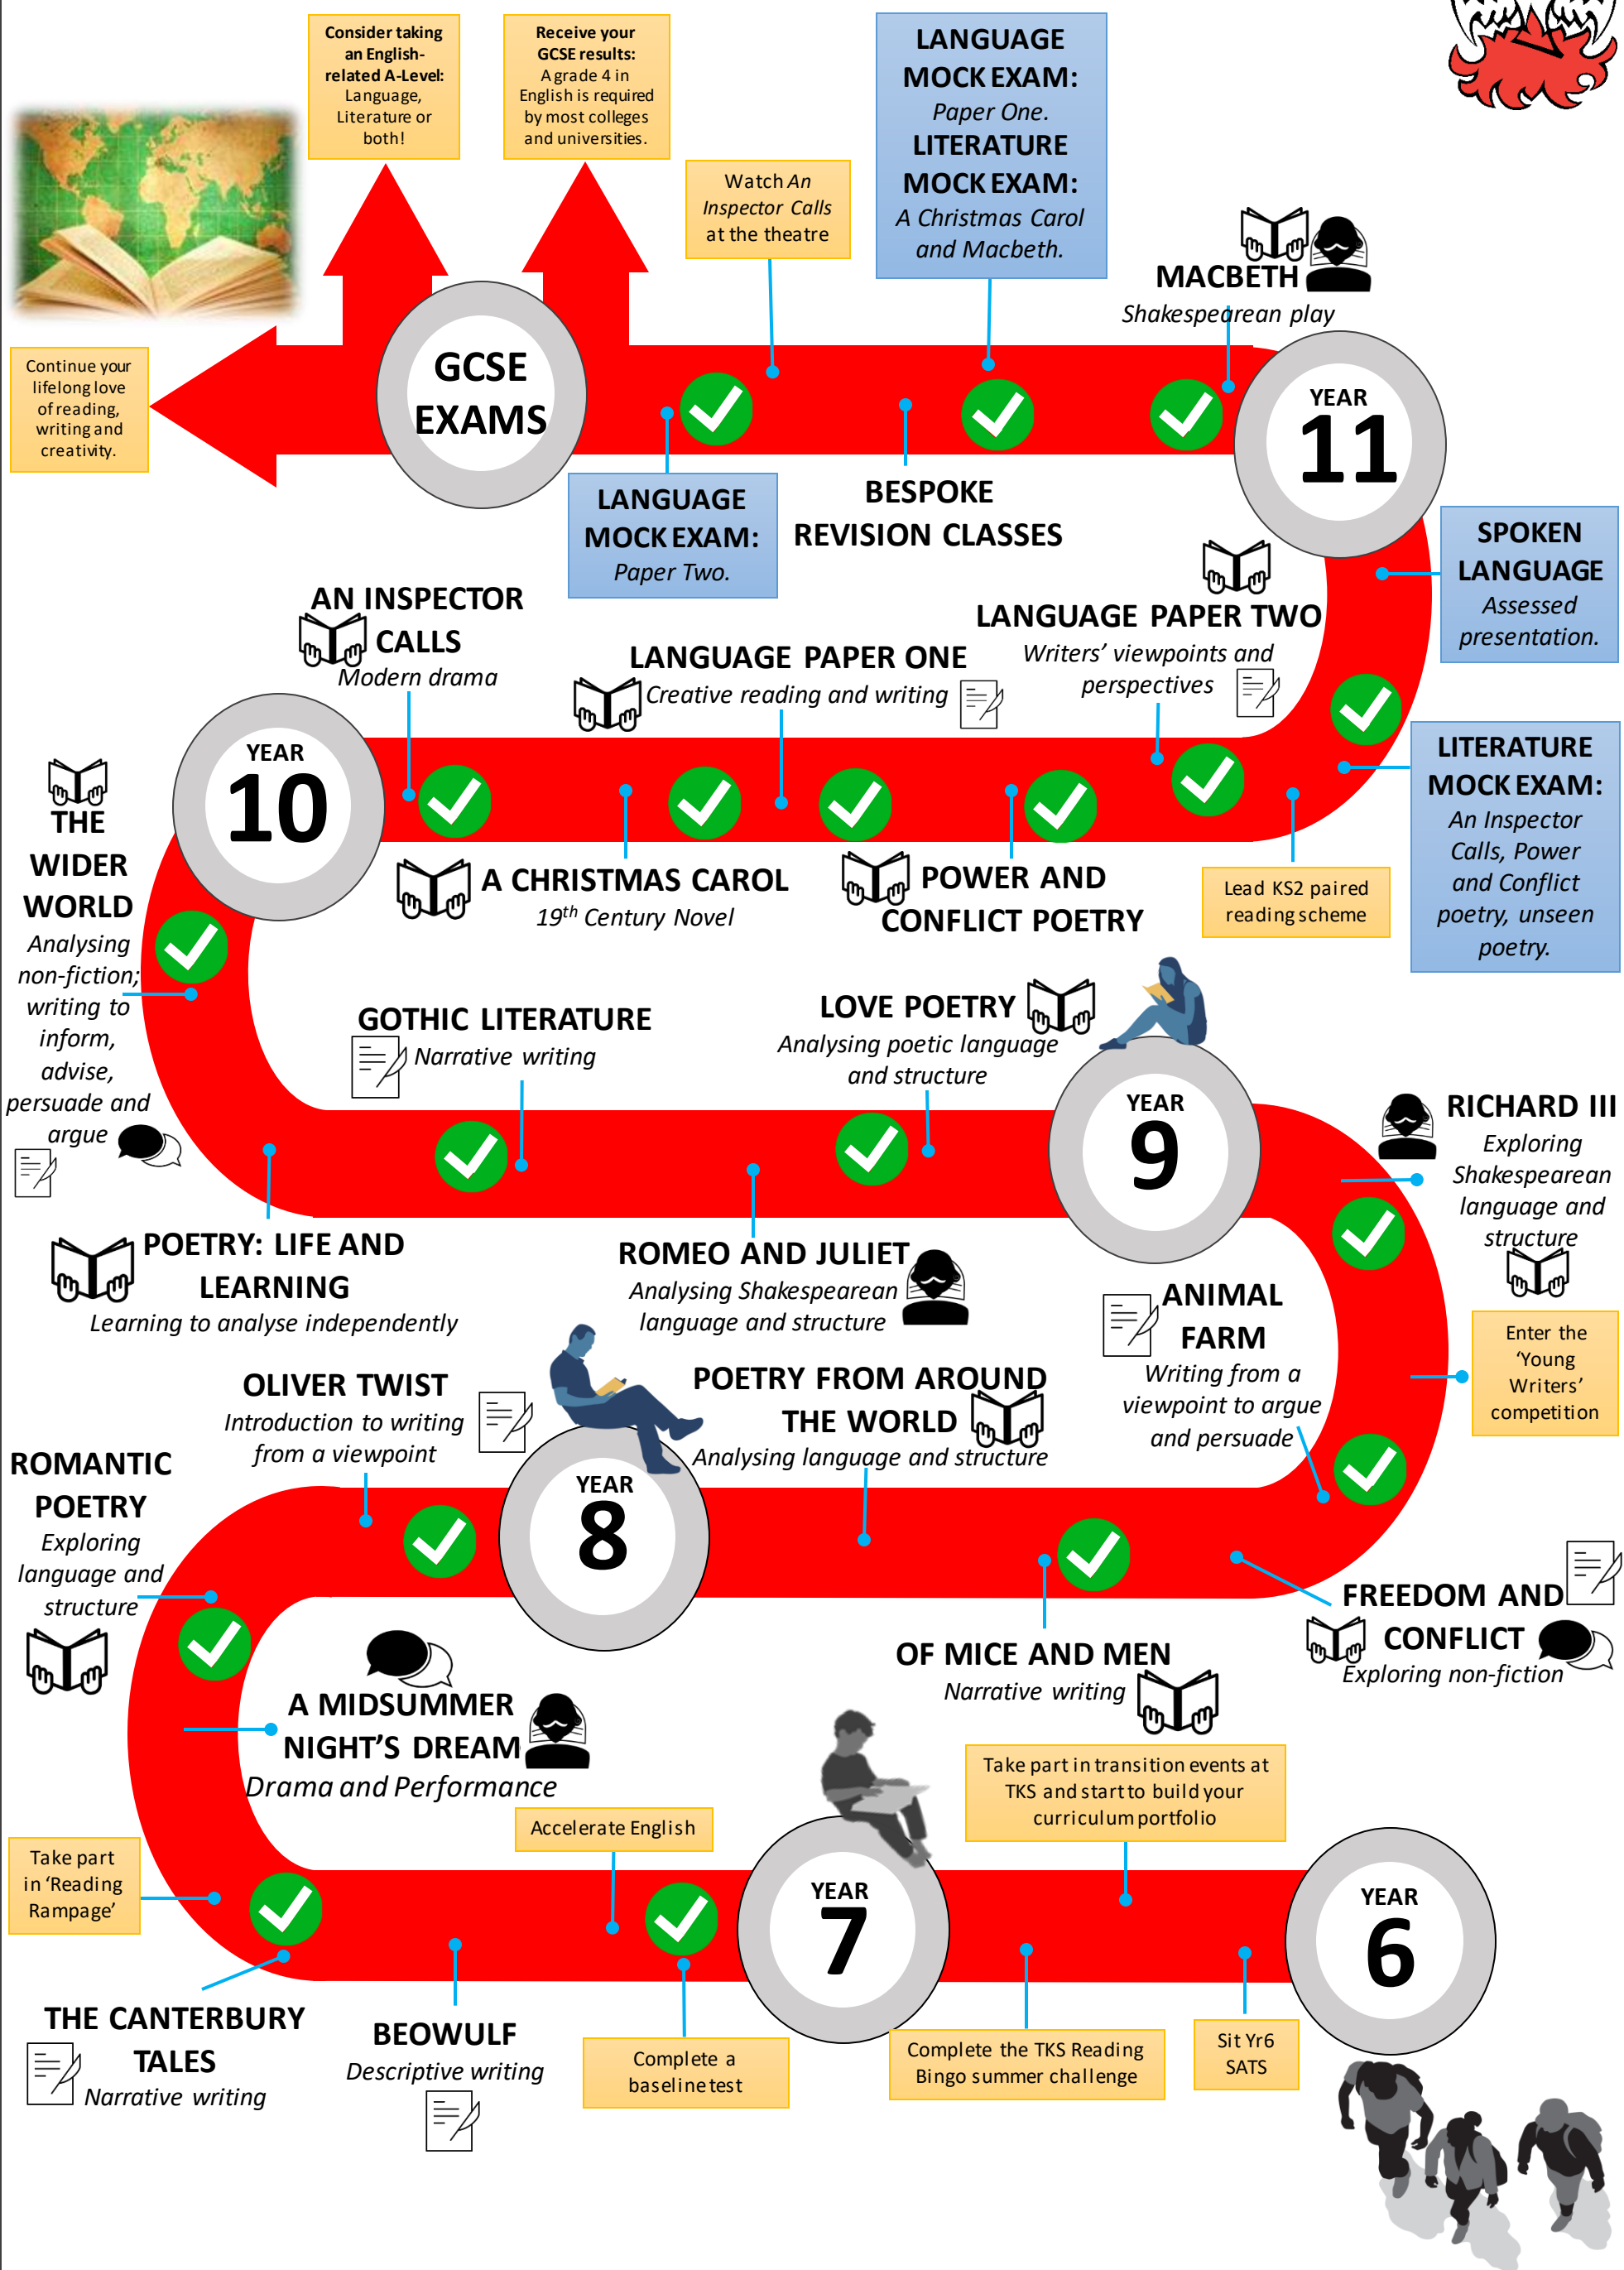 Consider taking
an English-
related A-Level:
Language,
Literature or
both!
Receive your
GCSE results:
A grade 4 in
English is required
by most colleges
and universities.
LANGUAGE
MOCK EXAM:
Paper One.
LITERATURE
MOCK EXAM:
A Christmas Carol
and Macbeth.
Watch An
Inspector Calls
at the theatre
MACBETH
Shakespearean play
Continue your
lifelong love
of reading,
writing and
creativity.
GCSE
EXAMS
YEAR
11
LANGUAGE
MOCK EXAM:
Paper Two.
BESPOKE
REVISION CLASSES
SPOKEN
LANGUAGE
Assessed
presentation.
AN INSPECTOR
CALLS
Modern drama
LANGUAGE PAPER ONE
Creative reading and writing
LANGUAGE PAPER TWO
Writers' viewpoints and
perspectives
YEAR
10
LITERATURE
MOCK EXAM:
An Inspector
Calls, Power
and Conflict
poetry, unseen
poetry.
THE
WIDER
WORLD
Analysing
non-fiction;
writing to
inform,
advise,
persuade and
argue
A CHRISTMAS CAROL
19th Century Novel
POWER AND
CONFLICT POETRY
Lead KS2 paired
reading scheme
GOTHIC LITERATURE
Narrative writing
LOVE POETRY
Analysing poetic language
and structure
YEAR
9
RICHARD III
Exploring
Shakespearean
language and
structure
POETRY: LIFE AND
LEARNING
Learning to analyse independently
ROMEO AND JULIET
Analysing Shakespearean
language and structure
ANIMAL
FARM
Writing from a
viewpoint to argue
and persuade
Enter the
'Young
Writers'
competition
OLIVER TWIST
Introduction to writing
from a viewpoint
POETRY FROM AROUND
THE WORLD
Analysing language and structure
ROMANTIC
POETRY
Exploring
language and
structure
YEAR
8
OF MICE AND MEN
Narrative writing
FREEDOM AND
CONFLICT
Exploring non-fiction
A MIDSUMMER
NIGHT'S DREAM
Drama and Performance
Take part in transition events at
TKS and start to build your
curriculum portfolio
Accelerate English
Take part
in 'Reading
Rampage'
YEAR
7
YEAR
6
THE CANTERBURY
TALES
Narrative writing
BEOWULF
Descriptive writing
Complete a
baseline test
Complete the TKS Reading
Bingo summer challenge
Sit Yr6
SATS